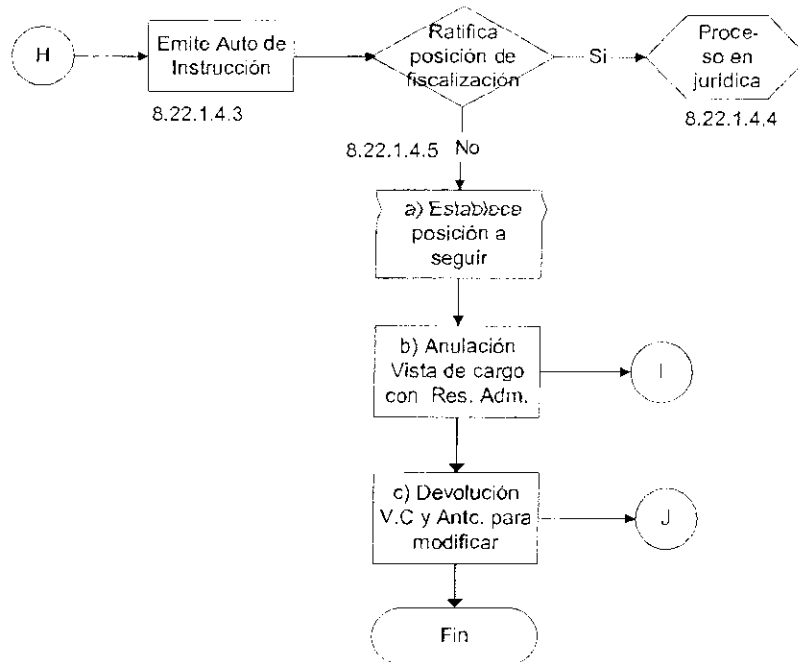 H
Emite Auto de
Instrucción
8.22.1.4.3
Ratifica
posición de
fiscalización
Si
Proce-
so en
jurídica
8.22.1.4.4
8.22.1.4.5 No
a) Establece
posición a
seguir
b) Anulación
Vista de cargo
con Res. Adm.
I
c) Devolución
V.C y Antc. para
modificar
J
Fin